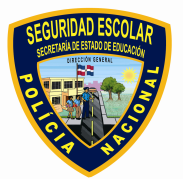 SEGURIDAD ESCOLAR
SECRETARÍA DE ESTADO DE EDUCACIÓN
DIRECCIÓN GENERAL
POLICÍA NACIONAL